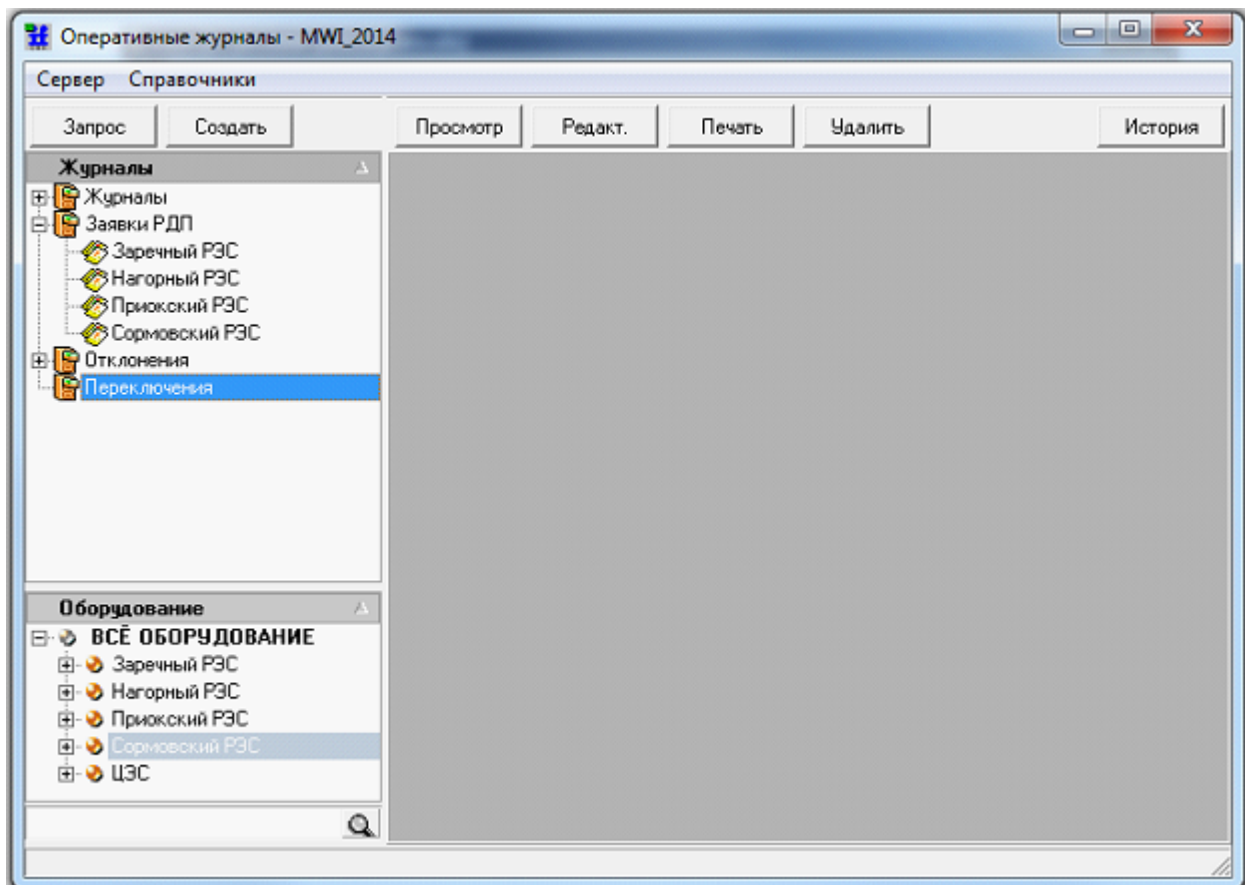 Оперативные журналы - MWI_2014
Сервер Справочники
Запрос Создать Просмотр Редакт. Печать Удалить История
Журналы
Журналы
Заявки РДП
Заречный РЭС
Нагорный РЭС
Приокский РЭС
Сормовский РЭС
Отклонения
Переключения
Оборудование
ВСЁ ОБОРУДОВАНИЕ
Заречный РЭС
Нагорный РЭС
Приокский РЭС
Сормовский РЭС
ЦЭС